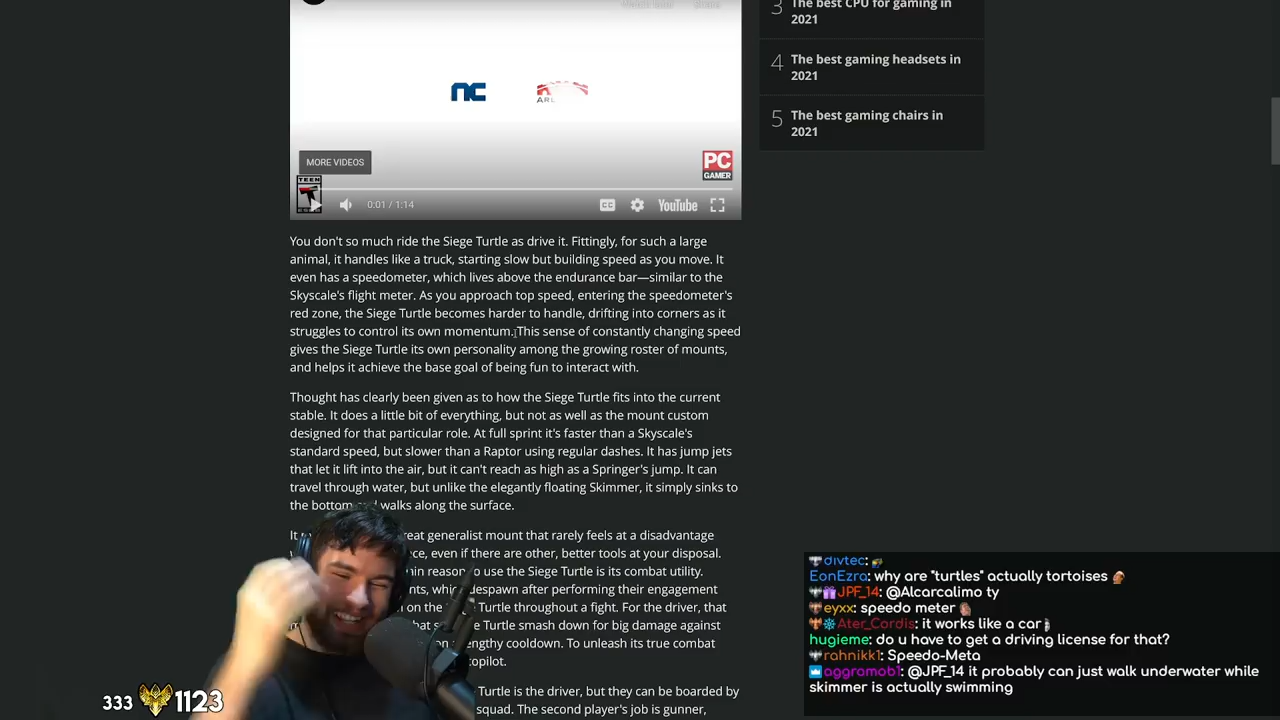 3
The best CPU for gaming in
2021
4
The best gaming headsets in
2021
5
The best gaming chairs in
2021
nc
MORE VIDEOS
PC
GAMER
TEEN
T
0:01 / 1:14
CC
YouTube
You don't so much ride the Siege Turtle as drive it. Fittingly, for such a large
animal, it handles like a truck, starting slow but building speed as you move. It
even has a speedometer, which lives above the endurance bar—similar to the
Skyscale's flight meter. As you approach top speed, entering the speedometer's
red zone, the Siege Turtle becomes harder to handle, drifting into corners as it
struggles to control its own momentum. This sense of constantly changing speed
gives the Siege Turtle its own personality among the growing roster of mounts,
and helps it achieve the base goal of being fun to interact with.
Thought has clearly been given as to how the Siege Turtle fits into the current
stable. It does a little bit of everything, but not as well as the mount custom
designed for that particular role. At full sprint it's faster than a Skyscale's
standard speed, but slower than a Raptor using regular dashes. It has jump jets
that let it lift into the air, but it can't reach as high as a Springer's jump. It can
travel through water, but unlike the elegantly floating Skimmer, it simply sinks to
the bottom and walks along the surface.
It generalist mount that rarely feels at a disadvantage
even if there are other, better tools at your disposal.
reason to use the Siege Turtle is its combat utility.
despawn after performing their engagement
on the Turtle throughout a fight. For the driver, that
Turtle smash down for big damage against
cooldown. To unleash its true combat
Turtle is the driver, but they can be boarded by
squad. The second player's job is gunner,
divtec:
EonEzra: why are "turtles" actually tortoises
JPF_14: @Alcarcalimo ty
eyxx: speedo meter
Ater_Cordis: it works like a car
hugieme: do u have to get a driving license for that?
rahnikk1: Speedo-Meta
aggramob1: @JPF_14 it probably can just walk underwater while
skimmer is actually swimming
333 1123